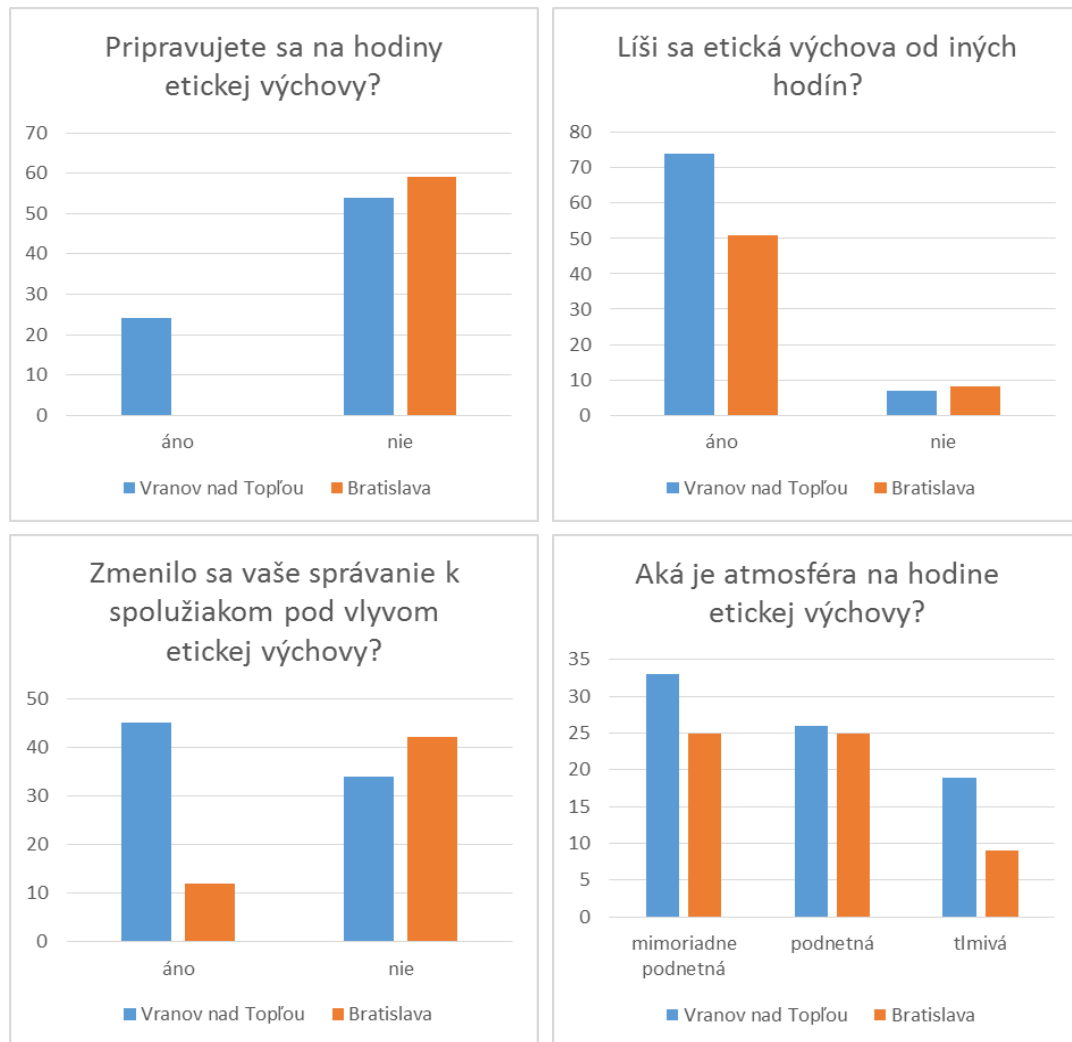 Pripravujete sa na hodiny
etickej výchovy?
70
60
50
40
30
20
10
0
áno nie
Vranov nad Topľou Bratislava
Líši sa etická výchova od iných
hodín?
80
70
60
50
40
30
20
10
0
áno nie
Vranov nad Topľou Bratislava
Zmenilo sa vaše správanie k
spolužiakom pod vlyvom
etickej výchovy?
50
40
30
20
10
0
áno nie
Vranov nad Topľou Bratislava
Aká je atmosféra na hodine
etickej výchovy?
35
30
25
20
15
10
5
0
mimoriadne podnetná tlmivá
podnetná
Vranov nad Topľou Bratislava